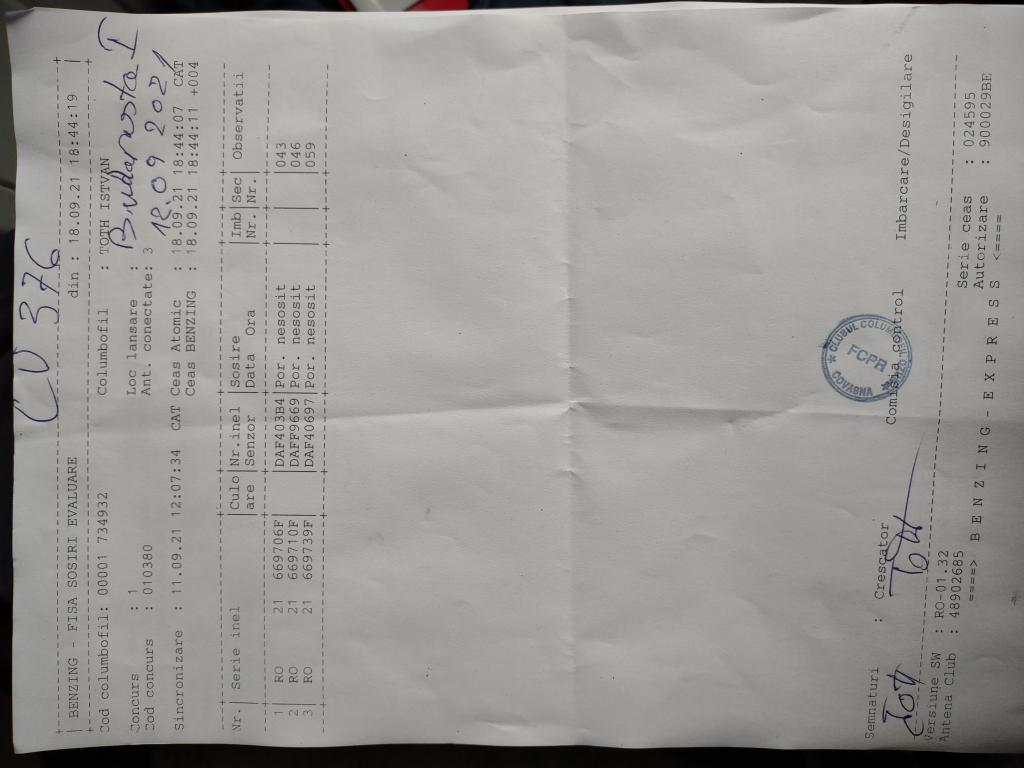 CV 376
BENZING - FISA SOSIRI EVALUARE din : 18.09.21 18:44:19
Cod columbofil: 00001 734932 Columbofil : TOTH ISTVAN
Concurs : 1 Loc lansare : Budapesta I
Cod concurs : 010380 Ant. conectate: 3 12.09 2021
Sincronizare : 11.09.21 12:07:34 CAT Ceas Atomic : 18.09.21 18:44:07 CAT
Ceas BENZING : 18.09.21 18:44:11 +004
Nr.| Serie inel |Culo|Nr.inel |Sosire |Imb|Sec Observatii
|are |Senzor |Data Ora |Nr.|Nr.
1 | RO 21 669706F | |DAF403B4|Por. nesosit | | |043
2 | RO 21 669710F | |DAFF9669|Por. nesosit | | |046
3 | RO 21 669739F | |DAF40697|Por. nesosit | | |059
CLUBUL COLUMBOFIL
FCPR
COVASNA
Semnaturi : Crescator Comisia control Imbarcare/Desigilare
Versiune SW : RO-01.32 Serie ceas : 024595
Antena Club : 48902685 Autorizare : 900029BE
====> B E N Z I N G - E X P R E S S <====